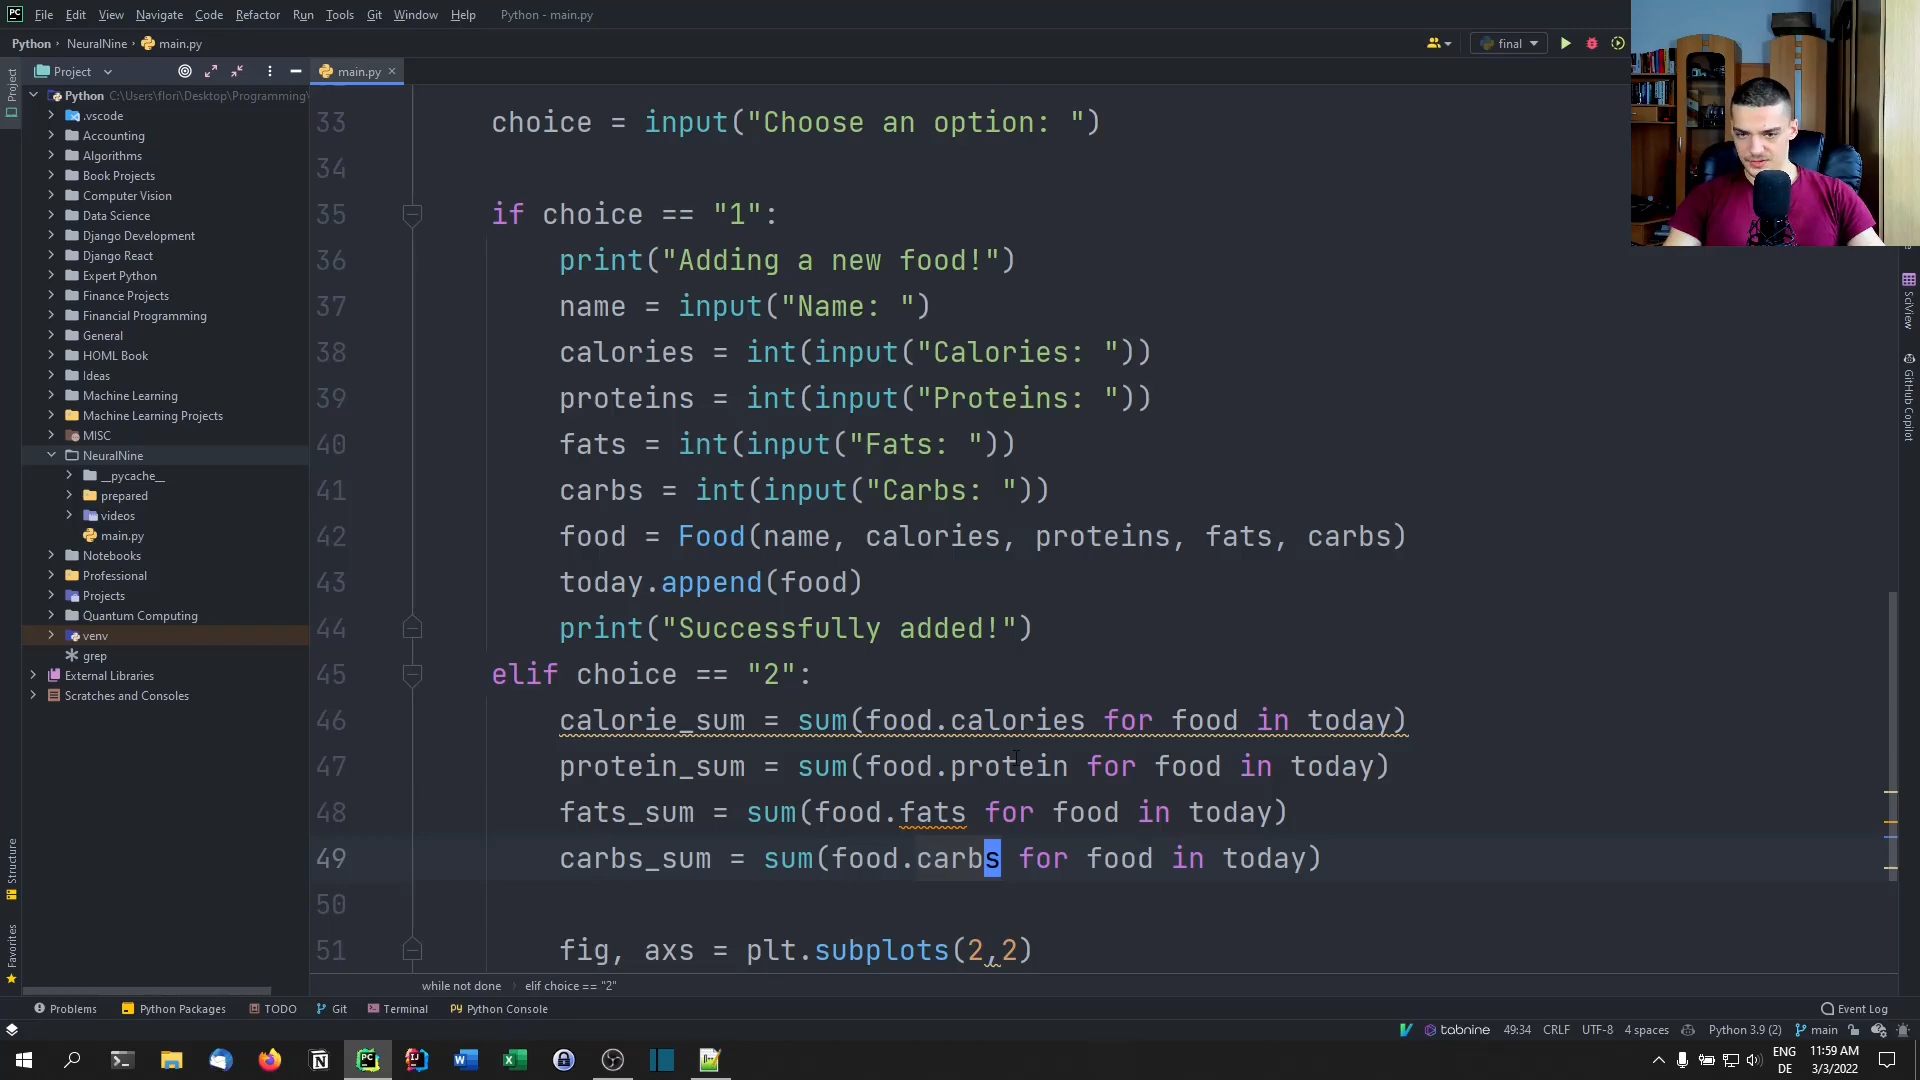 PC File Edit View Navigate Code Refactor Run Tools Git Window Help Python - main.py
Python NeuralNine main.py final
Project main.py
Project
Python C:\Users\flori\Desktop\Programming\
.vscode
Accounting
Algorithms
Book Projects
Computer Vision
Data Science
Django Development
Django React
Expert Python
Finance Projects
Financial Programming
General
HOML Book
Ideas
Machine Learning
Machine Learning Projects
MISC
NeuralNine
__pycache__
prepared
videos
main.py
Notebooks
Professional
Projects
Quantum Computing
venv
grep
External Libraries
Scratches and Consoles
Structure
Favorites
33 choice = input("Choose an option: ")
34
35 if choice == "1":
36 print("Adding a new food!")
37 name = input("Name: ")
38 calories = int(input("Calories: "))
39 proteins = int(input("Proteins: "))
40 fats = int(input("Fats: "))
41 carbs = int(input("Carbs: "))
42 food = Food(name, calories, proteins, fats, carbs)
43 today.append(food)
44 print("Successfully added!")
45 elif choice == "2":
46 calorie_sum = sum(food.calories for food in today)
47 protein_sum = sum(food.protein for food in today)
48 fats_sum = sum(food.fats for food in today)
49 carbs_sum = sum(food.carbs for food in today)
50
51 fig, axs = plt.subplots(2,2)
SciView
GitHub Copilot
while not done elif choice == "2"
Problems Python Packages TODO Git Terminal Python Console Event Log
tabnine 49:34 CRLF UTF-8 4 spaces Python 3.9 (2) main
ENG 11:59 AM
DE 3/3/2022